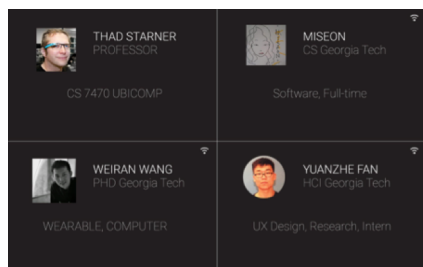 THAD STARNER
PROFESSOR
CS 7470 UBICOMP
MISEON
CS Georgia Tech
Software, Full-time
WEIRAN WANG
PHD Georgia Tech
WEARABLE, COMPUTER
YUANZHE FAN
HCI Georgia Tech
UX Design, Research, Intern